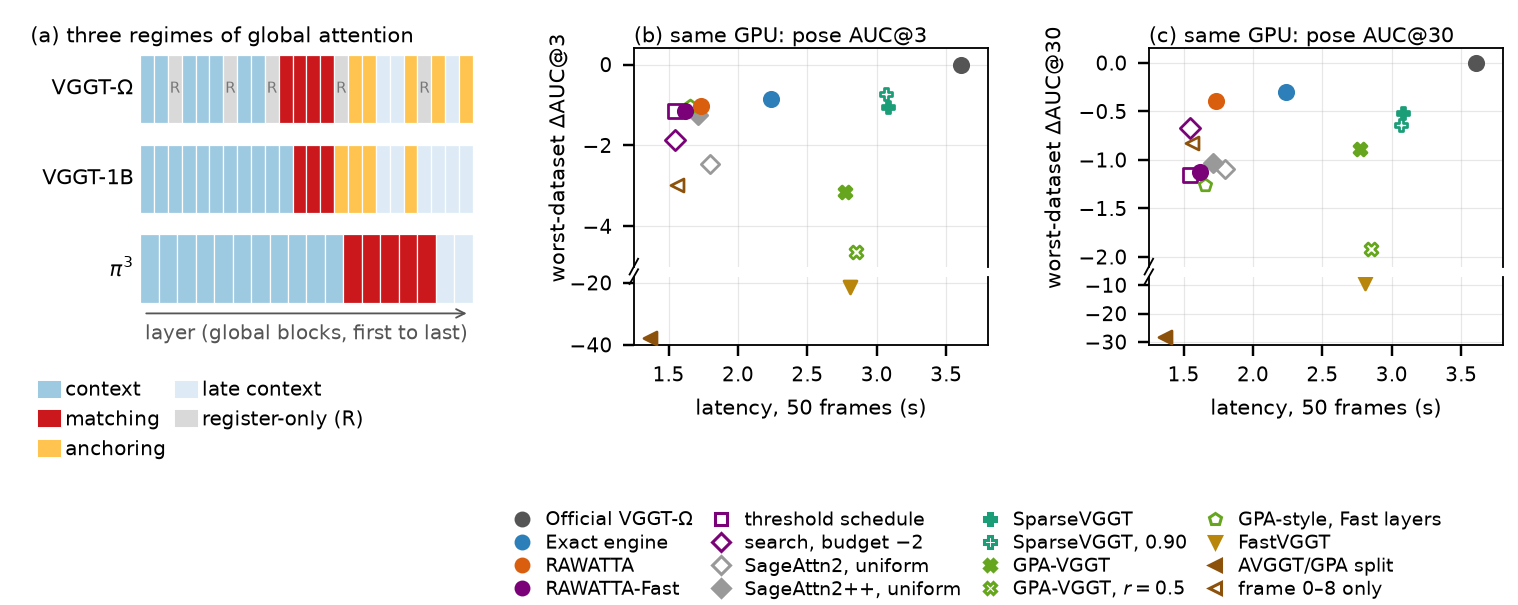 (a) three regimes of global attention
VGGT-Ω
R
R
R
R
R
VGGT-1B
π³
layer (global blocks, first to last)
context
late context
matching
register-only (R)
anchoring
(b) same GPU: pose AUC@3
worst-dataset ΔAUC@3
0
−2
−4
−20
−40
1.5
2.0
2.5
3.0
3.5
latency, 50 frames (s)
(c) same GPU: pose AUC@30
worst-dataset ΔAUC@30
0.0
−0.5
−1.0
−1.5
−2.0
−10
−20
−30
1.5
2.0
2.5
3.0
3.5
latency, 50 frames (s)
Official VGGT-Ω
Exact engine
RAWATTA
RAWATTA-Fast
threshold schedule
search, budget −2
SageAttn2, uniform
SageAttn2++, uniform
SparseVGGT
SparseVGGT, 0.90
GPA-VGGT
GPA-VGGT, r = 0.5
GPA-style, Fast layers
FastVGGT
AVGGT/GPA split
frame 0–8 only